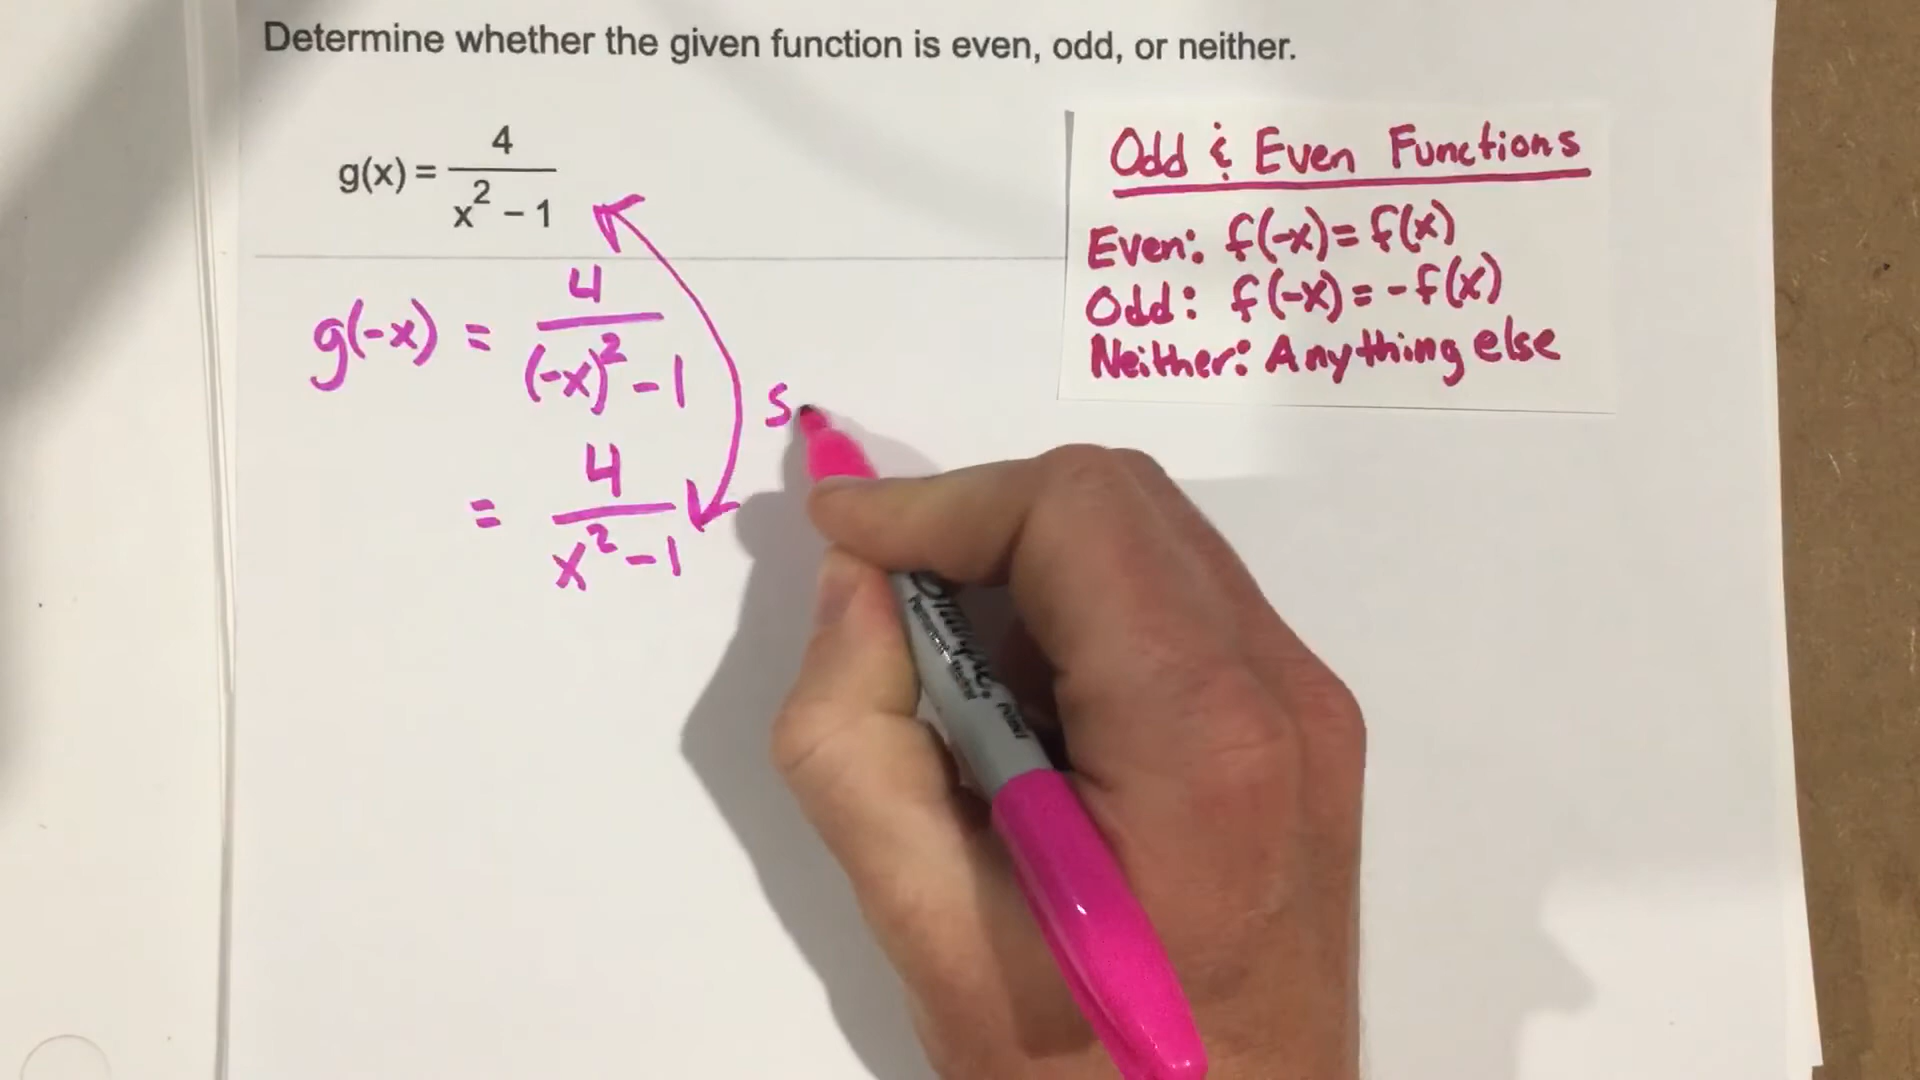 Determine whether the given function is even, odd, or neither.
g(x) = 4 / (x² − 1)
g(-x) = 4 / ((-x)² - 1)
= 4 / (x² - 1)
S
Odd & Even Functions
Even: f(-x) = f(x)
Odd: f(-x) = -f(x)
Neither: Anything else
Permanent